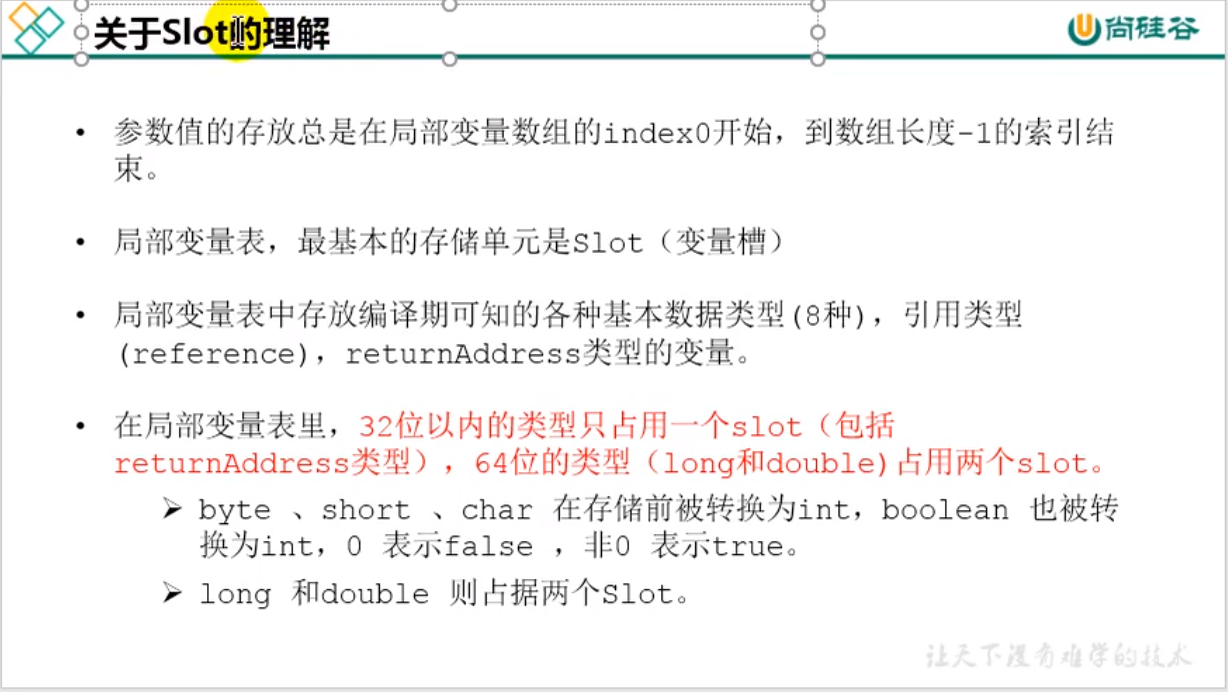 关于Slot的理解
尚硅谷
• 参数值的存放总是在局部变量数组的index0开始，到数组长度-1的索引结
束。
• 局部变量表，最基本的存储单元是Slot（变量槽）
• 局部变量表中存放编译期可知的各种基本数据类型(8种)，引用类型
(reference)，returnAddress类型的变量。
• 在局部变量表里，32位以内的类型只占用一个slot（包括
returnAddress类型），64位的类型（long和double)占用两个slot。
➢ byte 、short 、char 在存储前被转换为int，boolean 也被转
换为int，0 表示false ，非0 表示true。
➢ long 和double 则占据两个Slot。
让天下没有难学的技术